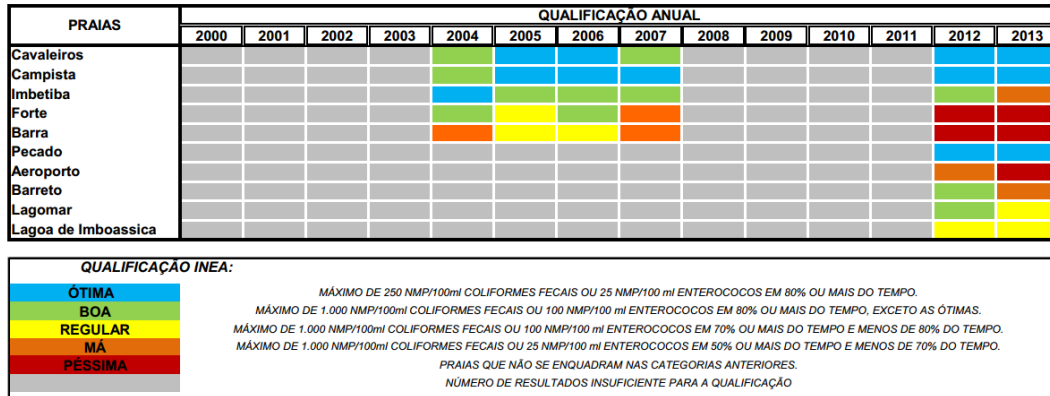 PRAIAS
QUALIFICAÇÃO ANUAL
2000 2001 2002 2003 2004 2005 2006 2007 2008 2009 2010 2011 2012 2013
Cavaleiros
Campista
Imbetiba
Forte
Barra
Pecado
Aeroporto
Barreto
Lagomar
Lagoa de Imboassica
QUALIFICAÇÃO INEA:
ÓTIMA MÁXIMO DE 250 NMP/100ml COLIFORMES FECAIS OU 25 NMP/100 ml ENTEROCOCOS EM 80% OU MAIS DO TEMPO.
BOA MÁXIMO DE 1.000 NMP/100ml COLIFORMES FECAIS OU 100 NMP/100 ml ENTEROCOCOS EM 80% OU MAIS DO TEMPO, EXCETO AS ÓTIMAS.
REGULAR MÁXIMO DE 1.000 NMP/100ml COLIFORMES FECAIS OU 100 NMP/100 ml ENTEROCOCOS EM 70% OU MAIS DO TEMPO E MENOS DE 80% DO TEMPO.
MÁ MÁXIMO DE 1.000 NMP/100ml COLIFORMES FECAIS OU 25 NMP/100 ml ENTEROCOCOS EM 50% OU MAIS DO TEMPO E MENOS DE 70% DO TEMPO.
PÉSSIMA PRAIAS QUE NÃO SE ENQUADRAM NAS CATEGORIAS ANTERIORES.
NÚMERO DE RESULTADOS INSUFICIENTE PARA A QUALIFICAÇÃO